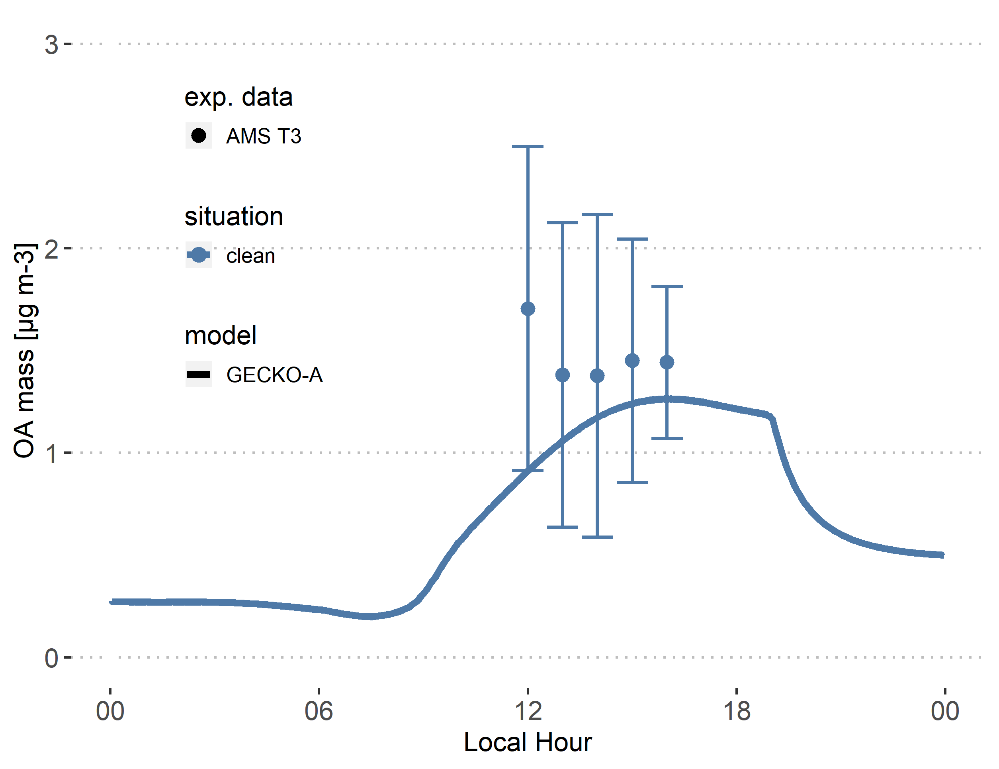 3
2
1
0
OA mass [µg m-3]
exp. data
AMS T3
situation
clean
model
GECKO-A
00 06 12 18 00
Local Hour